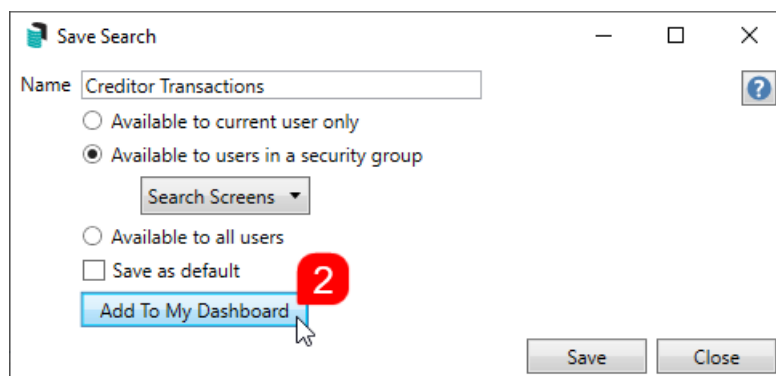 Save Search
Name Creditor Transactions
?
Available to current user only
Available to users in a security group
Search Screens
Available to all users
Save as default
2
Add To My Dashboard
Save Close